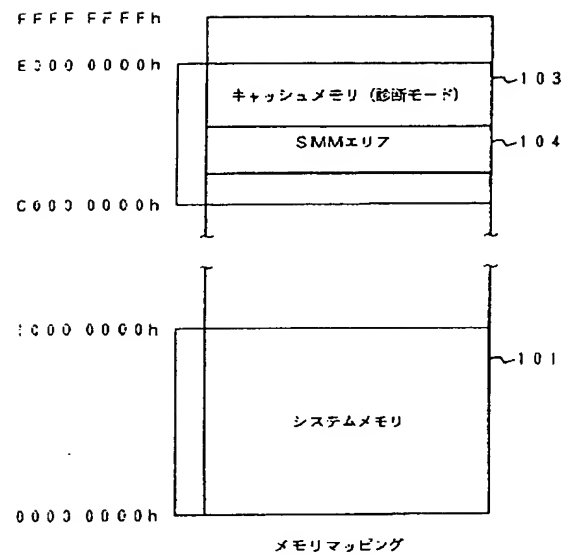 FFFF FFFFh
E000 0000h
103
キャッシュメモリ (診断モード)
SMMエリア
104
C000 0000h
1000 0000h
101
システムメモリ
0000 0000h
メモリマッピング